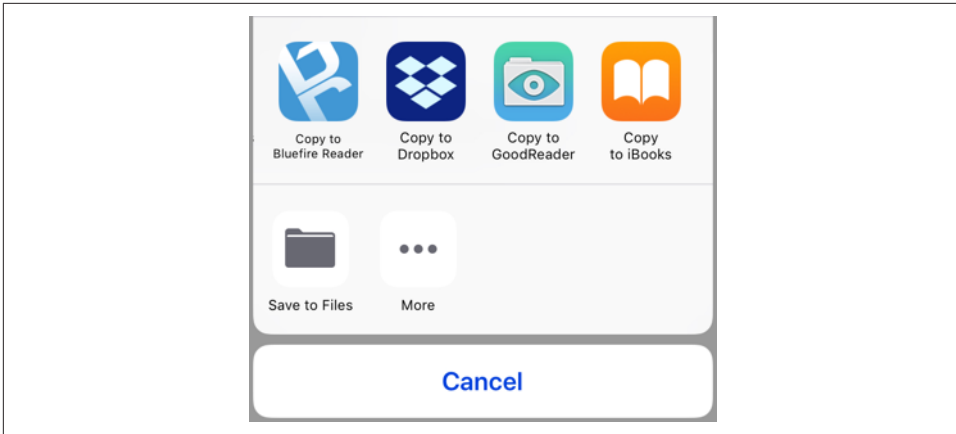 Copy to
Bluefire Reader
Copy to
Dropbox
Copy to
GoodReader
Copy
to iBooks
Save to Files
More
Cancel